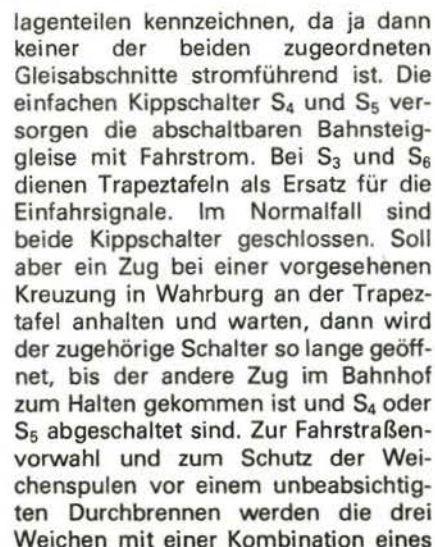 lagenteilen kennzeichnen, da ja dann
keiner der beiden zugeordneten
Gleisabschnitte stromführend ist. Die
einfachen Kippschalter S₄ und S₅ ver-
sorgen die abschaltbaren Bahnsteig-
gleise mit Fahrstrom. Bei S₃ und S₆
dienen Trapeztafeln als Ersatz für die
Einfahrsignale. Im Normalfall sind
beide Kippschalter geschlossen. Soll
aber ein Zug bei einer vorgesehenen
Kreuzung in Wahrburg an der Trapez-
tafel anhalten und warten, dann wird
der zugehörige Schalter so lange geöff-
net, bis der andere Zug im Bahnhof
zum Halten gekommen ist und S₄ oder
S₅ abgeschaltet sind. Zur Fahrstraßen-
vorwahl und zum Schutz der Wei-
chenspulen vor einem unbeabsichtig-
ten Durchbrennen werden die drei
Weichen mit einer Kombination eines